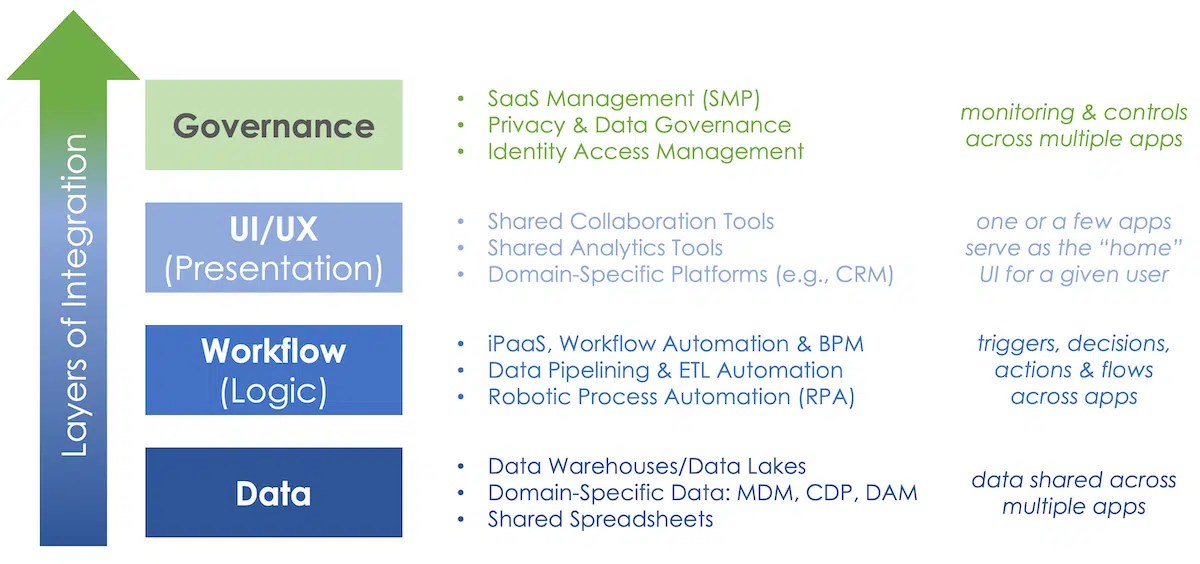 Layers of Integration
Governance
• SaaS Management (SMP)
• Privacy & Data Governance
• Identity Access Management
monitoring & controls
across multiple apps
UI/UX
(Presentation)
• Shared Collaboration Tools
• Shared Analytics Tools
• Domain-Specific Platforms (e.g., CRM)
one or a few apps
serve as the “home”
UI for a given user
Workflow
(Logic)
• iPaaS, Workflow Automation & BPM
• Data Pipelining & ETL Automation
• Robotic Process Automation (RPA)
triggers, decisions,
actions & flows
across apps
Data
• Data Warehouses/Data Lakes
• Domain-Specific Data: MDM, CDP, DAM
• Shared Spreadsheets
data shared across
multiple apps